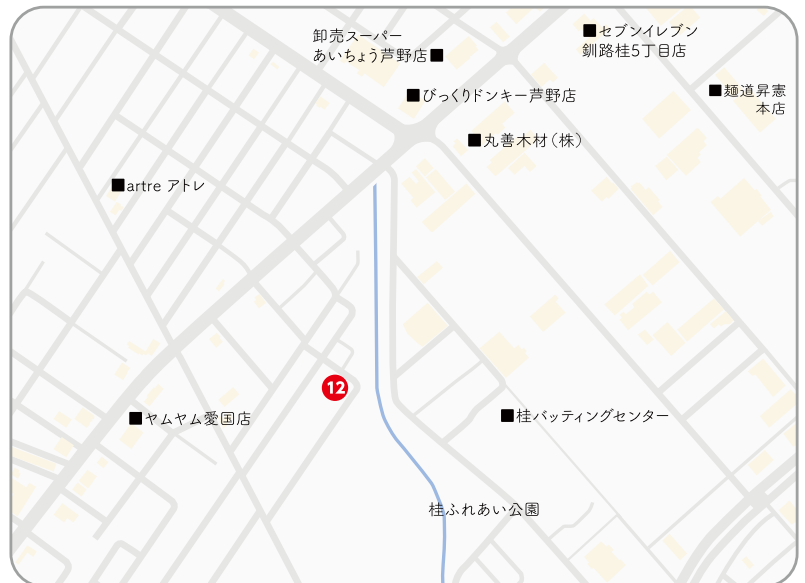 卸売スーパー
あいちょう芦野店
セブンイレブン
釧路桂5丁目店
びっくりドンキー芦野店
麺道昇憲
本店
丸善木材（株）
artre アトレ
12
ヤムヤム愛国店
桂バッティングセンター
桂ふれあい公園